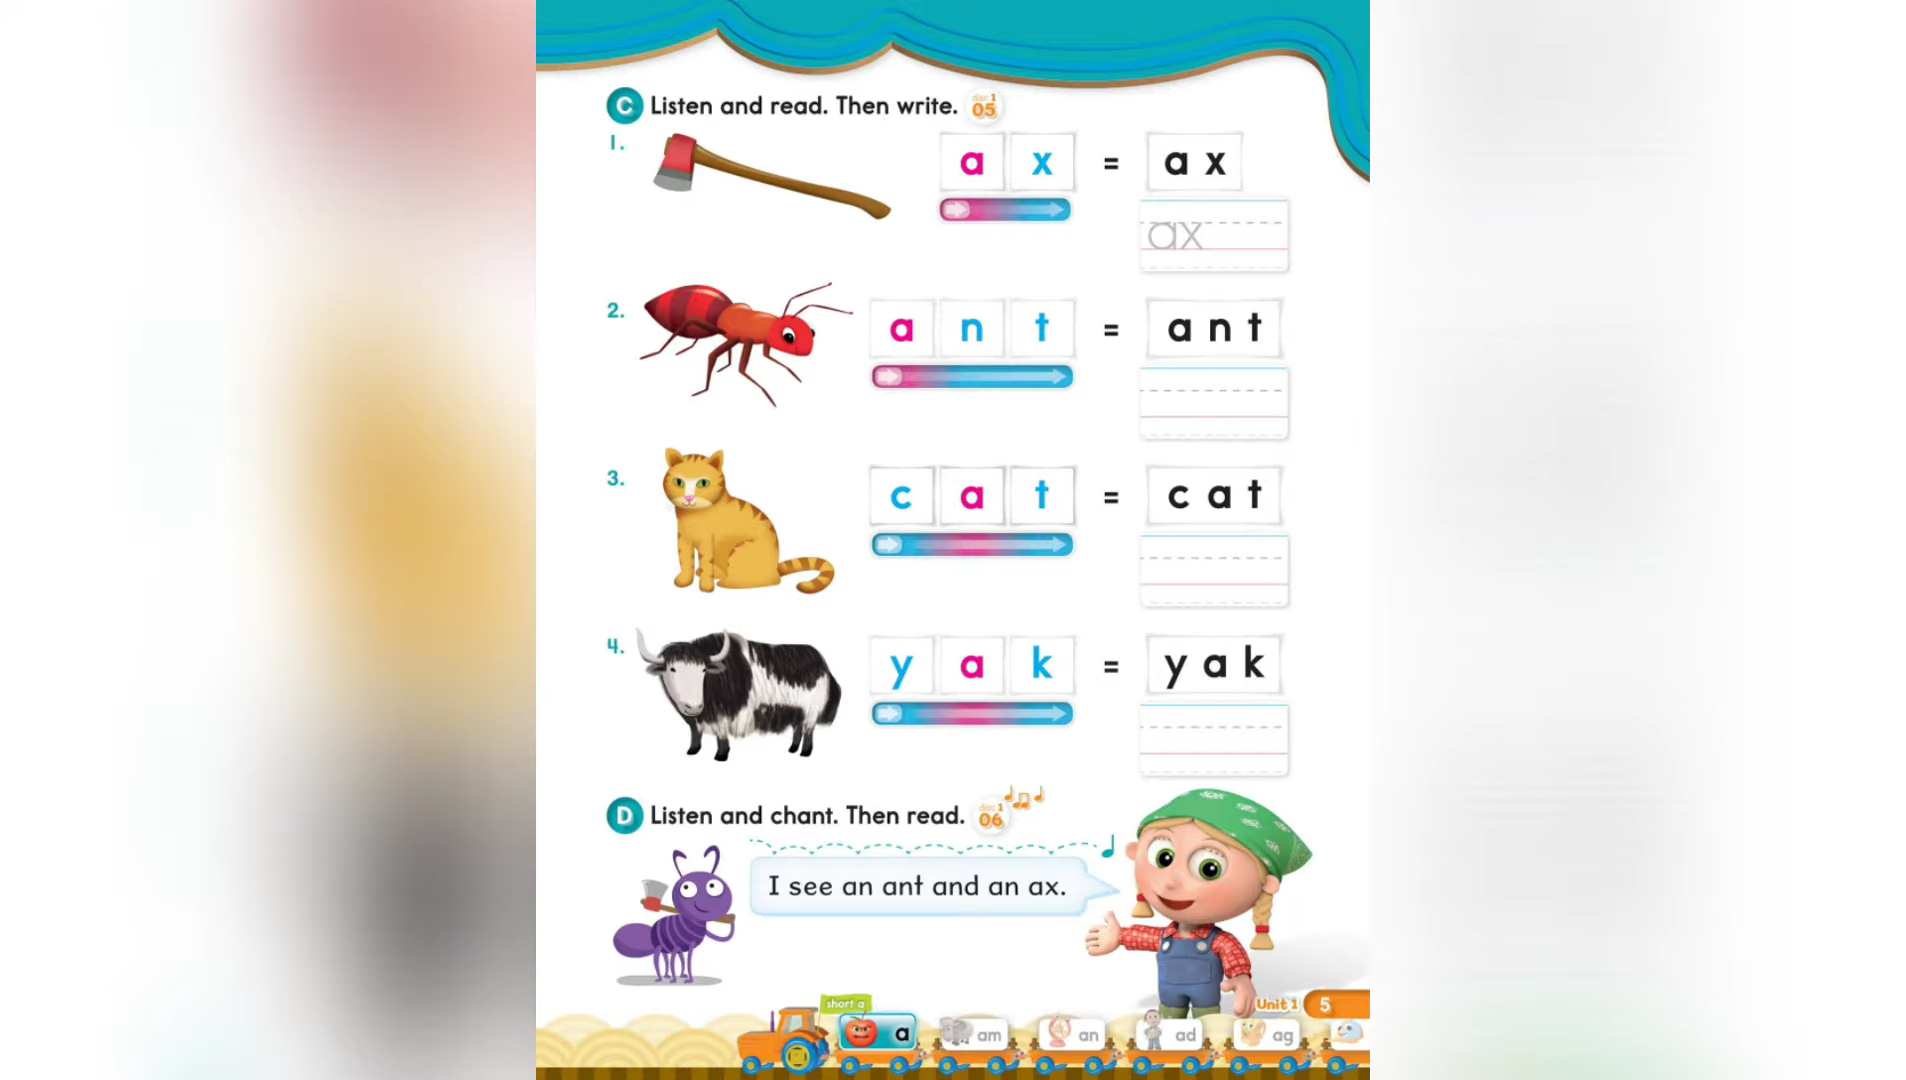 C Listen and read. Then write. disc 1 05
1.
a x = a x
ax
2.
a n t = a n t
3.
c a t = c a t
4.
y a k = y a k
D Listen and chant. Then read. disc 1 06
I see an ant and an ax.
Unit 1 5
short a
a am an ad ag